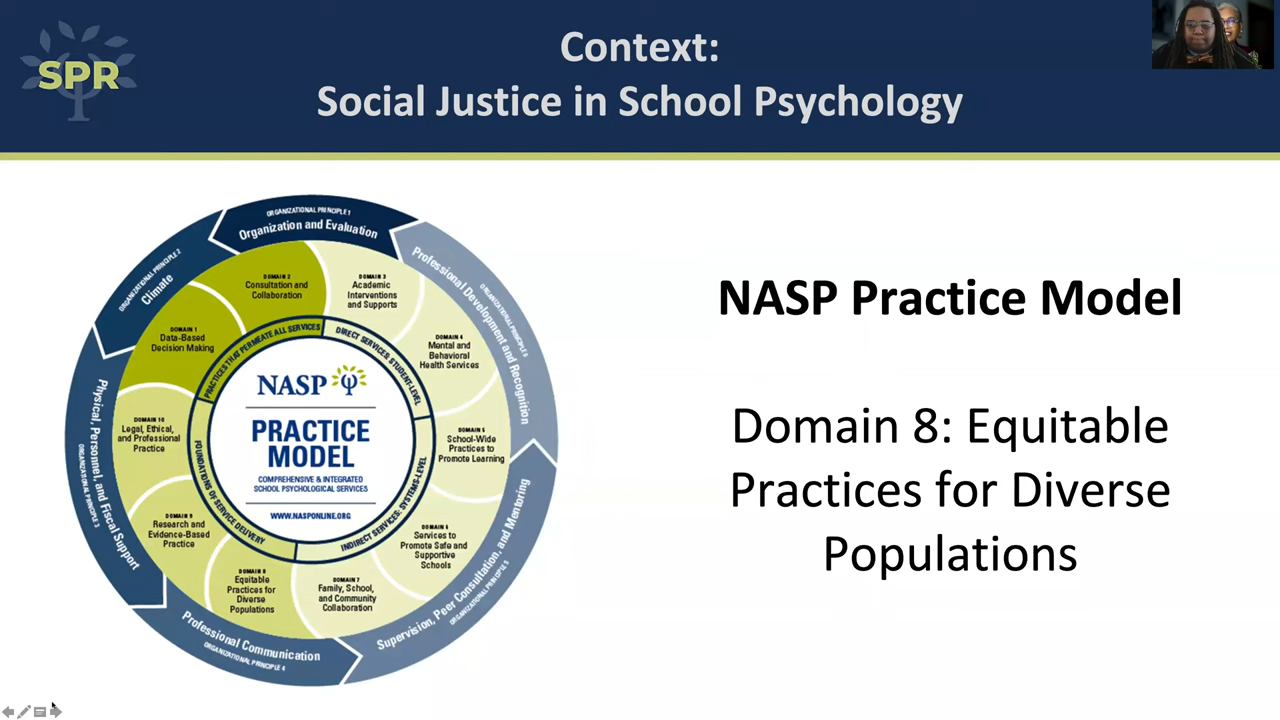 SPR
Context:
Social Justice in School Psychology
ORGANIZATIONAL PRINCIPLE 1
Organization and Evaluation
ORGANIZATIONAL PRINCIPLE 2
Climate
Physical, Personnel, and Fiscal Support
ORGANIZATIONAL PRINCIPLE 3
Professional Communication
ORGANIZATIONAL PRINCIPLE 4
Supervision, Peer Consultation, and Mentoring
ORGANIZATIONAL PRINCIPLE 5
Professional Development and Recognition
ORGANIZATIONAL PRINCIPLE 6
DOMAIN 1
Data-Based
Decision Making
DOMAIN 2
Consultation and
Collaboration
DOMAIN 3
Academic
Interventions
and Supports
DOMAIN 4
Mental and
Behavioral
Health Services
DOMAIN 5
School-Wide
Practices to
Promote Learning
DOMAIN 6
Services to
Promote Safe and
Supportive
Schools
DOMAIN 7
Family, School,
and Community
Collaboration
DOMAIN 8
Equitable
Practices for
Diverse
Populations
DOMAIN 9
Research and
Evidence-Based
Practice
DOMAIN 10
Legal, Ethical,
and Professional
Practice
PRACTICES THAT PERMEATE ALL SERVICES
DIRECT SERVICES: STUDENT-LEVEL
INDIRECT SERVICES: SYSTEMS-LEVEL
FOUNDATIONS OF SERVICE DELIVERY
NASP
PRACTICE
MODEL
COMPREHENSIVE & INTEGRATED
SCHOOL PSYCHOLOGICAL SERVICES
WWW.NASPONLINE.ORG
NASP Practice Model
Domain 8: Equitable
Practices for Diverse
Populations